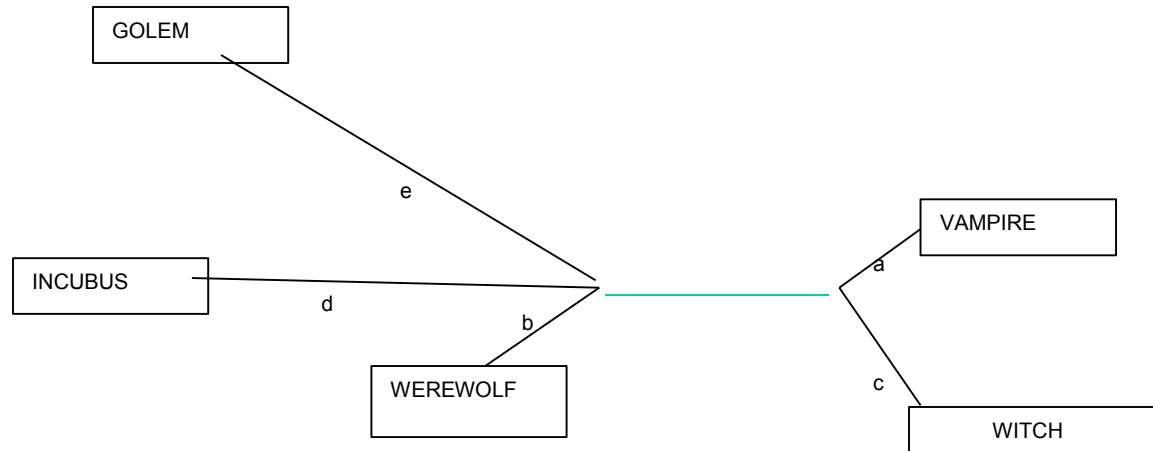 GOLEM
e
VAMPIRE
a
INCUBUS
d
b
WEREWOLF
c
WITCH